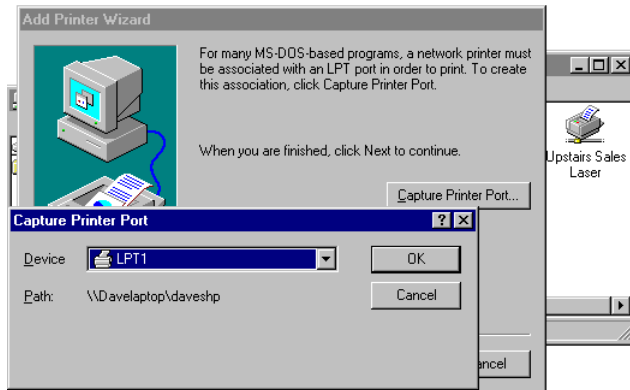 Add Printer Wizard
For many MS-DOS-based programs, a network printer must
be associated with an LPT port in order to print. To create
this association, click Capture Printer Port.
When you are finished, click Next to continue.
Capture Printer Port...
Upstairs Sales
Laser
Capture Printer Port
Device LPT1 OK
Path: \\Davelaptop\daveshp Cancel